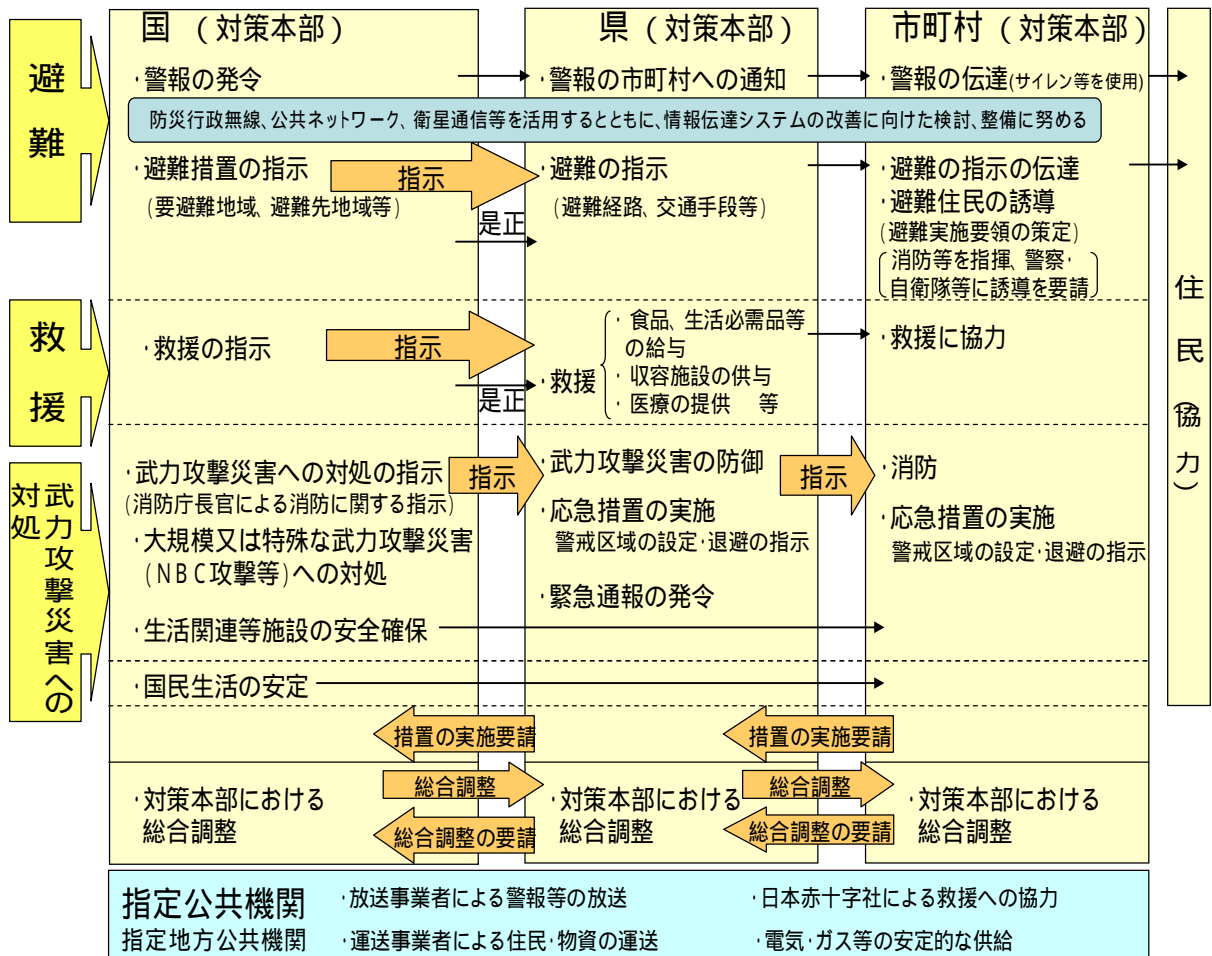 国 （対策本部）
県（対策本部）
市町村（対策本部）
避難
・警報の発令
・警報の市町村への通知
・警報の伝達(サイレン等を使用)
防災行政無線、公共ネットワーク、衛星通信等を活用するとともに、情報伝達システムの改善に向けた検討、整備に努める
・避難措置の指示
(要避難地域、避難先地域等)
指示
是正
・避難の指示
(避難経路、交通手段等)
・避難の指示の伝達
・避難住民の誘導
(避難実施要領の策定)
消防等を指揮、警察・
自衛隊等に誘導を要請
住民（協力）
救援
・救援の指示
指示
是正
・救援
・食品、生活必需品等
の給与
・収容施設の供与
・医療の提供 等
・救援に協力
武力攻撃災害への
対処
・武力攻撃災害への対処の指示
(消防庁長官による消防に関する指示)
・大規模又は特殊な武力攻撃災害
(NBC攻撃等)への対処
・生活関連等施設の安全確保
・国民生活の安定
指示
・武力攻撃災害の防御
・応急措置の実施
警戒区域の設定・退避の指示
・緊急通報の発令
指示
・消防
・応急措置の実施
警戒区域の設定・退避の指示
措置の実施要請
措置の実施要請
・対策本部における
総合調整
総合調整
総合調整の要請
・対策本部における
総合調整
総合調整
総合調整の要請
・対策本部における
総合調整
指定公共機関
指定地方公共機関
・放送事業者による警報等の放送
・日本赤十字社による救援への協力
・運送事業者による住民・物資の運送
・電気・ガス等の安定的な供給